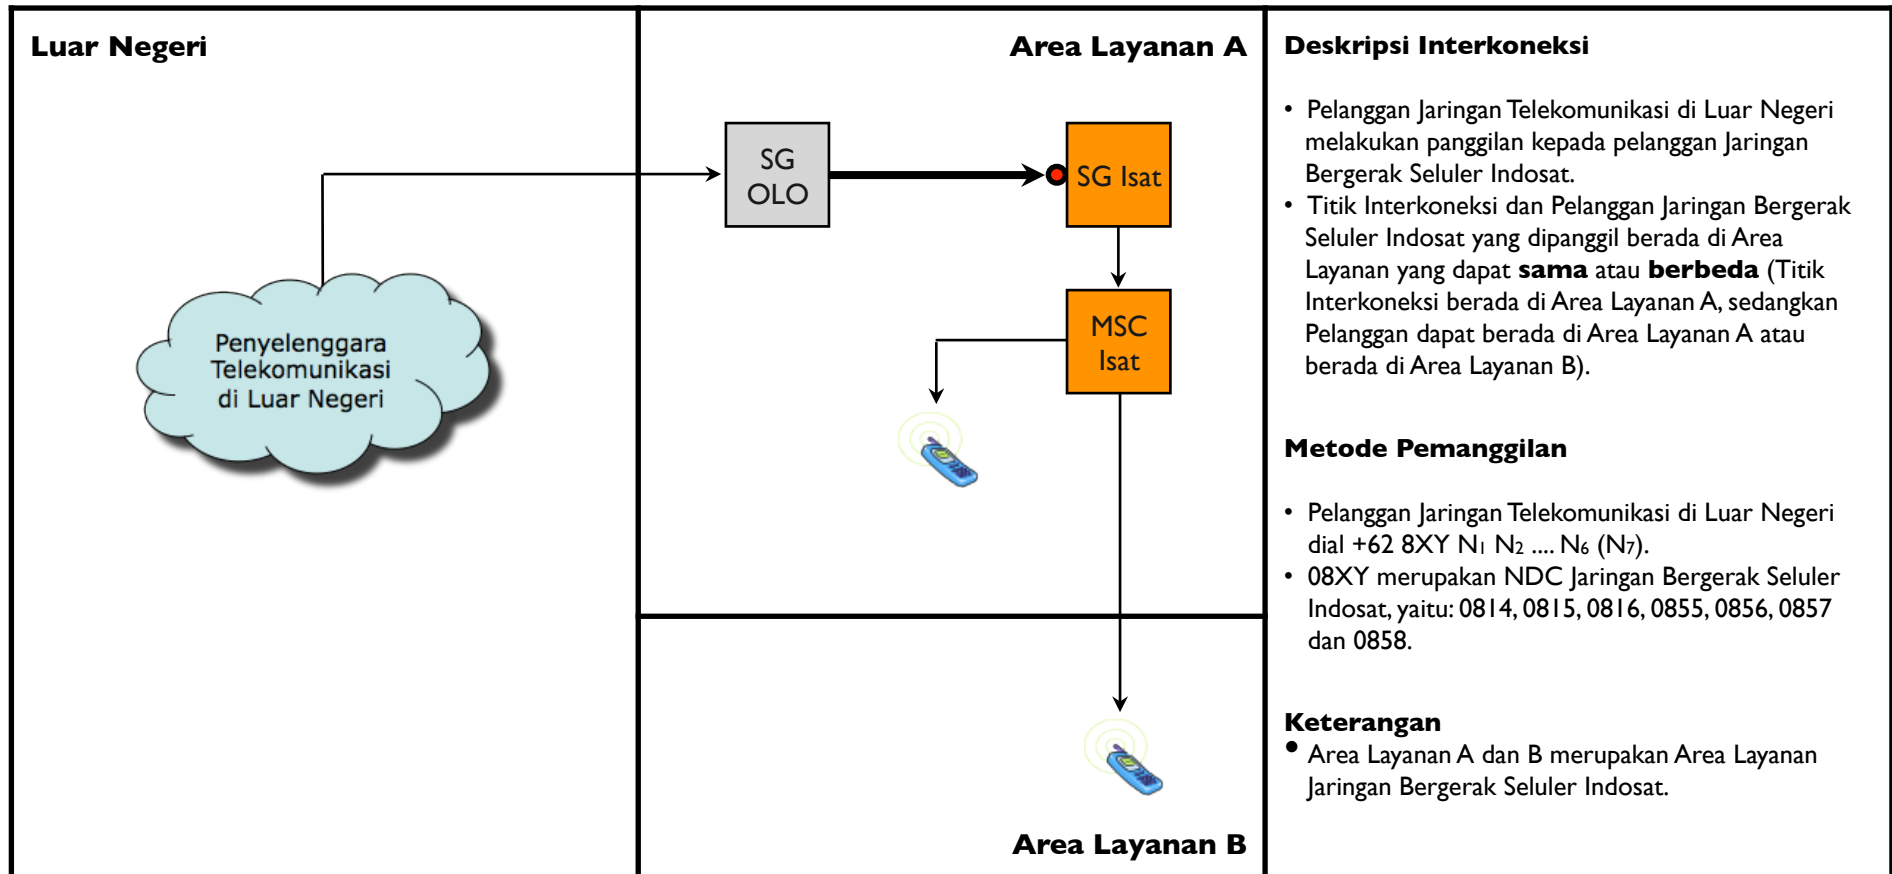 Luar Negeri
Penyelenggara
Telekomunikasi
di Luar Negeri
Area Layanan A
SG
OLO
SG Isat
MSC
Isat
Area Layanan B
Deskripsi Interkoneksi
• Pelanggan Jaringan Telekomunikasi di Luar Negeri
melakukan panggilan kepada pelanggan Jaringan
Bergerak Seluler Indosat.
• Titik Interkoneksi dan Pelanggan Jaringan Bergerak
Seluler Indosat yang dipanggil berada di Area
Layanan yang dapat sama atau berbeda (Titik
Interkoneksi berada di Area Layanan A, sedangkan
Pelanggan dapat berada di Area Layanan A atau
berada di Area Layanan B).
Metode Pemanggilan
• Pelanggan Jaringan Telekomunikasi di Luar Negeri
dial +62 8XY N₁ N₂ .... N₆ (N₇).
• 08XY merupakan NDC Jaringan Bergerak Seluler
Indosat, yaitu: 0814, 0815, 0816, 0855, 0856, 0857
dan 0858.
Keterangan
• Area Layanan A dan B merupakan Area Layanan
Jaringan Bergerak Seluler Indosat.